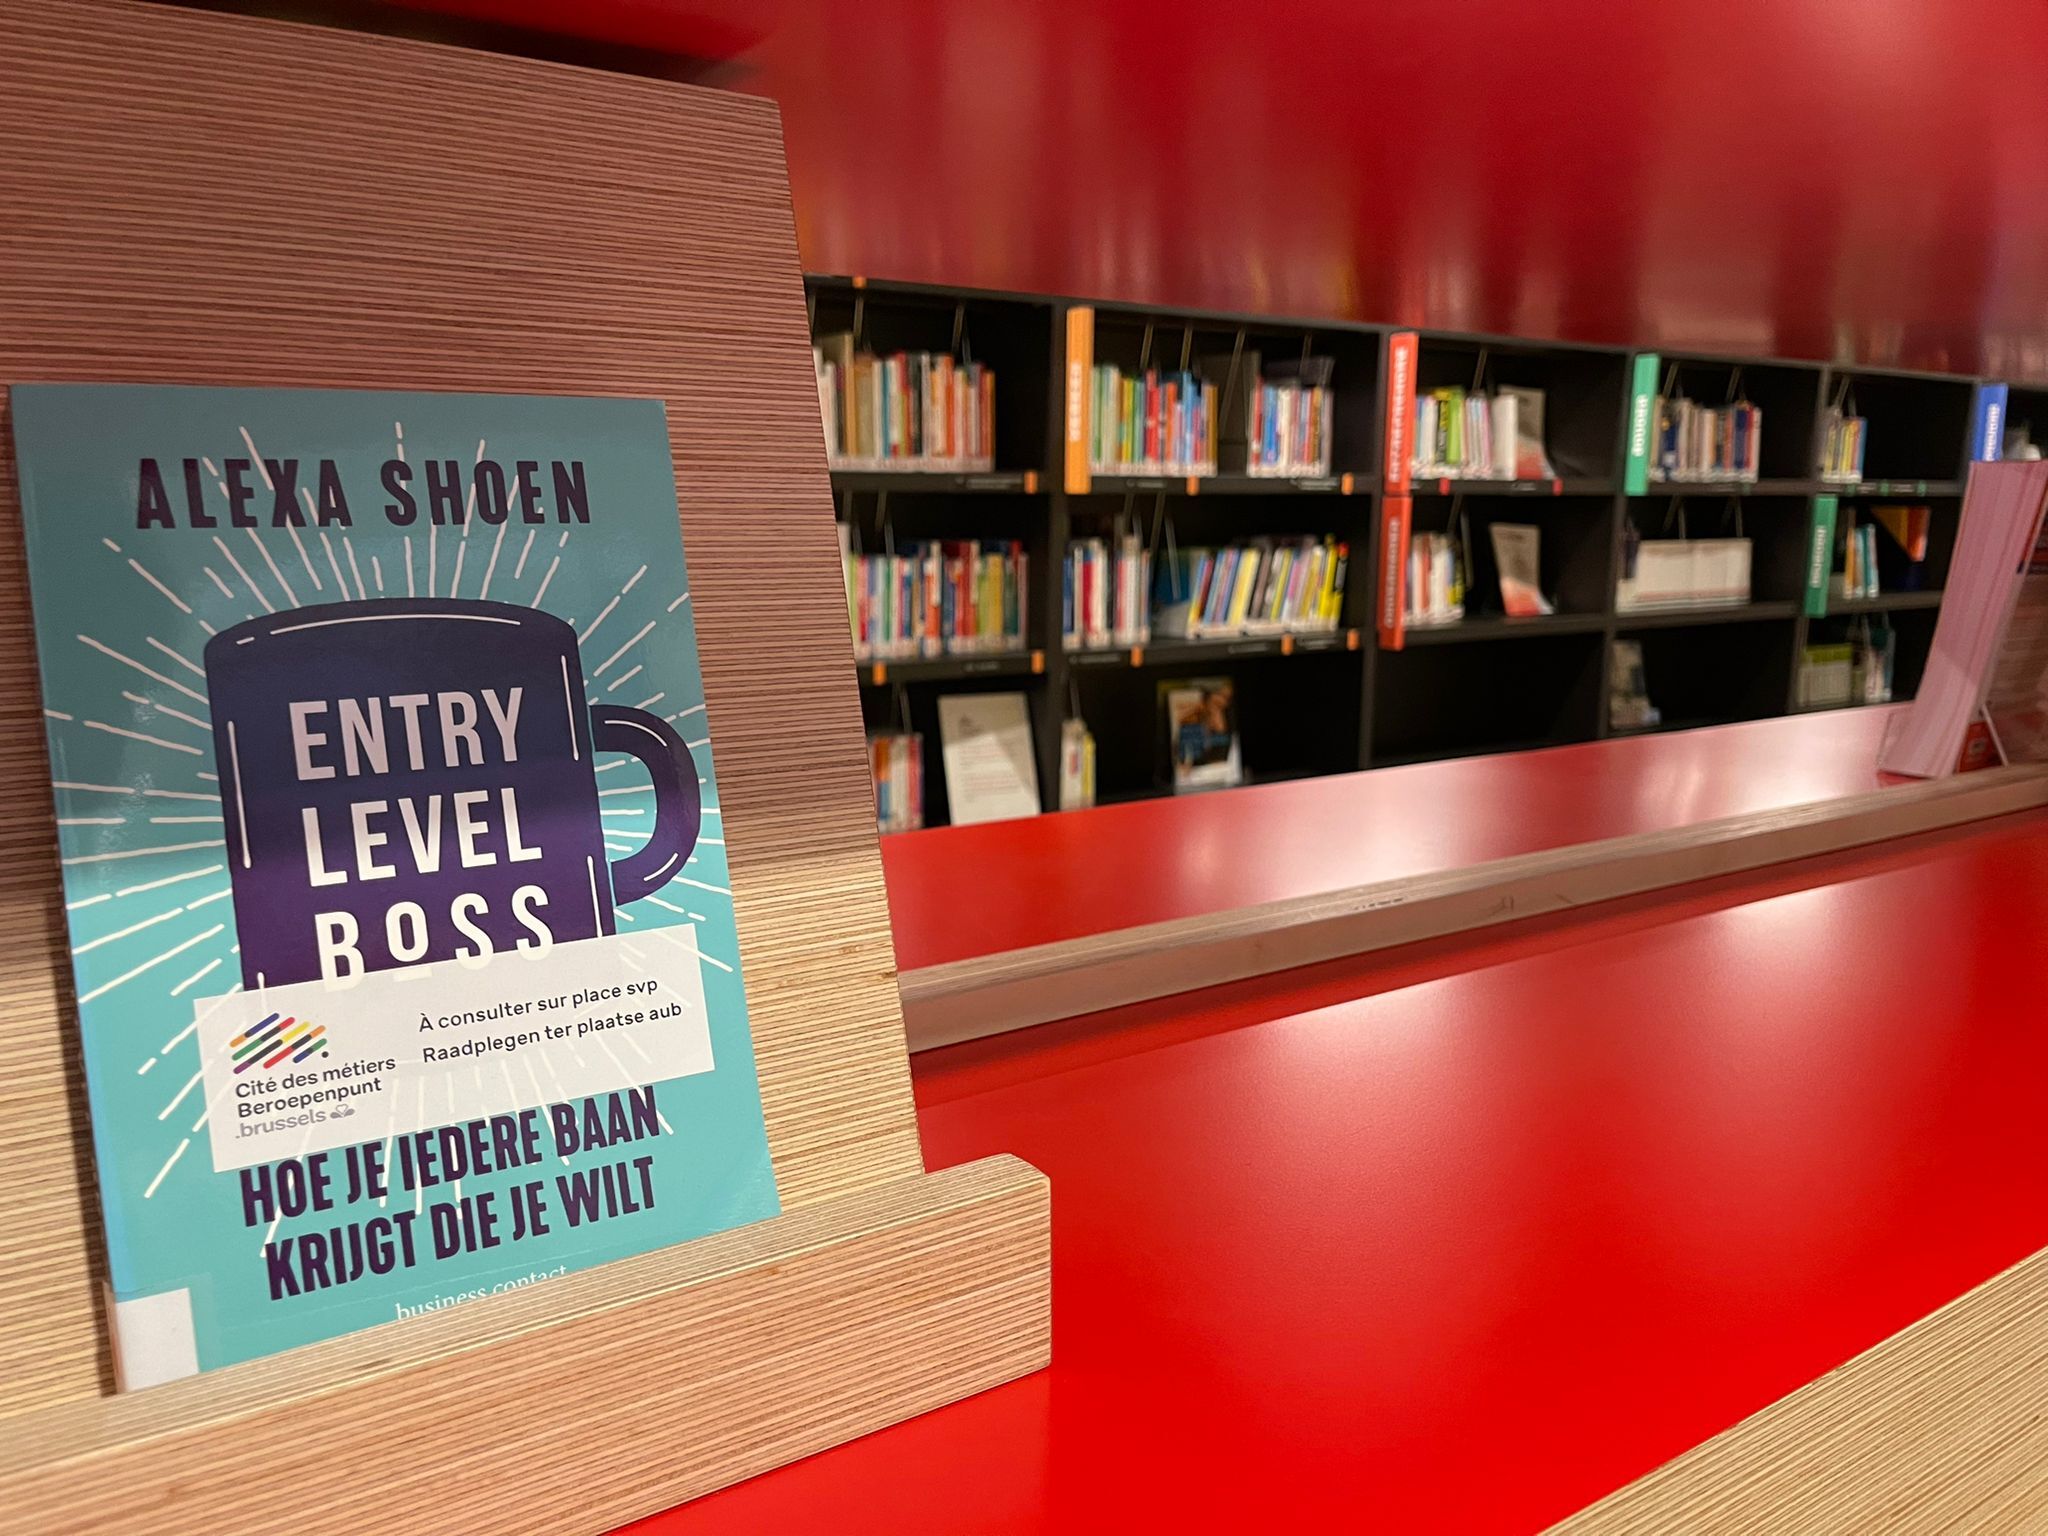 ALEXA SHOEN
ENTRY
LEVEL
BOSS
À consulter sur place svp
Raadplegen ter plaatse aub
Cité des métiers
Beroepenpunt
.brussels
HOE JE IEDERE BAAN
KRIJGT DIE JE WILT
business contact